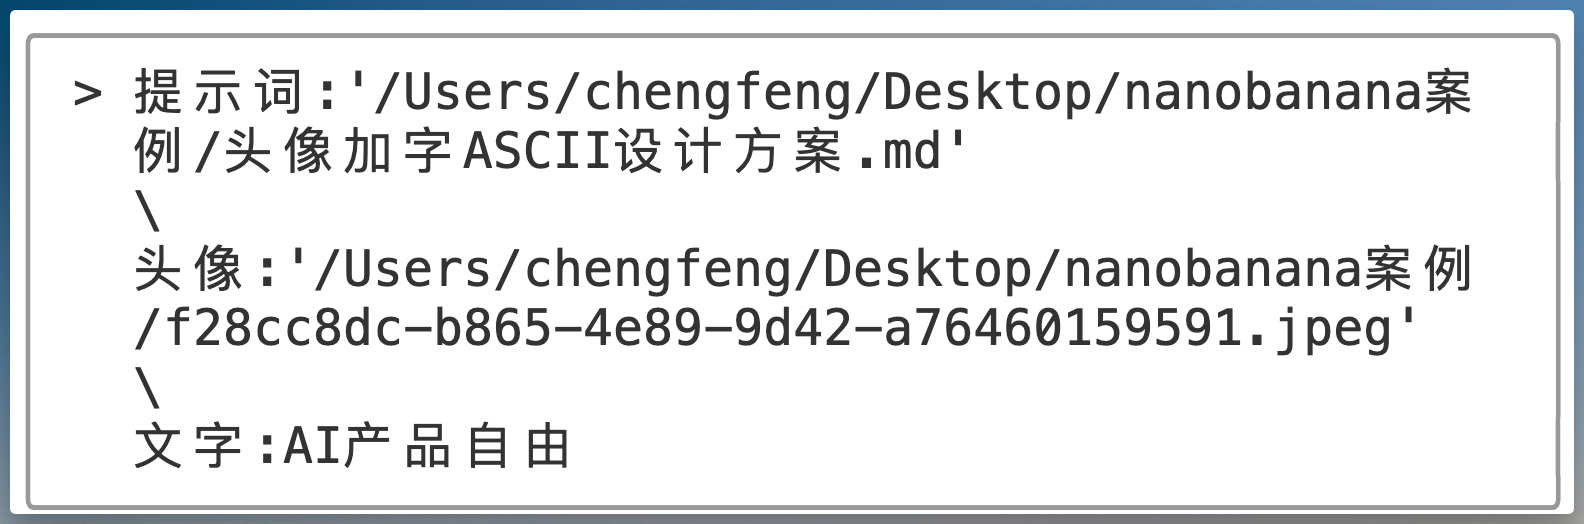 > 提示词:'/Users/chengfeng/Desktop/nanobanana案
例/头像加字ASCII设计方案.md'
\
头像:'/Users/chengfeng/Desktop/nanobanana案例
/f28cc8dc-b865-4e89-9d42-a76460159591.jpeg'
\
文字:AI产品自由